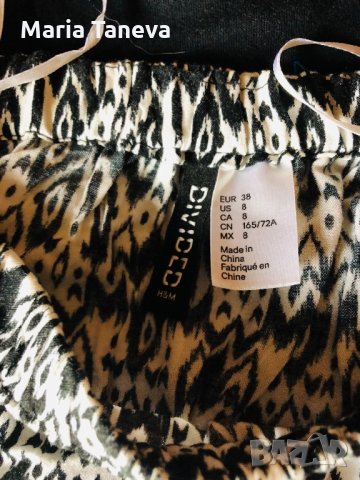 Maria Taneva
DIVIDED
H&M
EUR 38
US 8
CA 8
CN 165/72A
MX 8
Made in
China
Fabriqué en
Chine
BAZAR